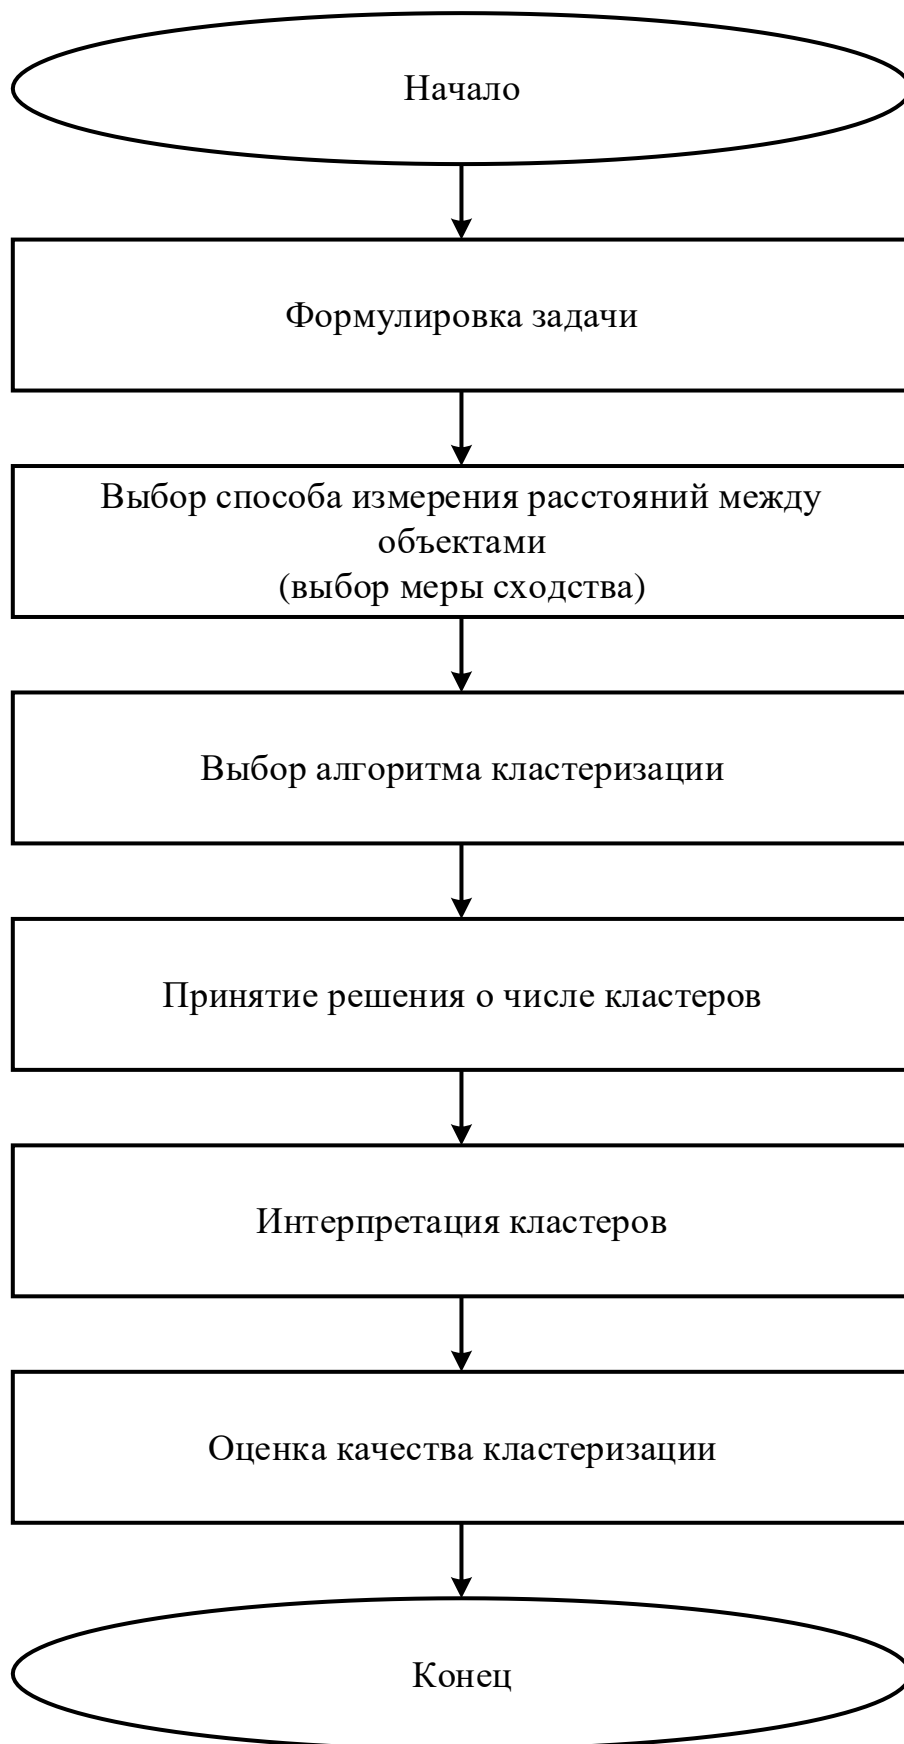 Начало
Формулировка задачи
Выбор способа измерения расстояний между
объектами
(выбор меры сходства)
Выбор алгоритма кластеризации
Принятие решения о числе кластеров
Интерпретация кластеров
Оценка качества кластеризации
Конец